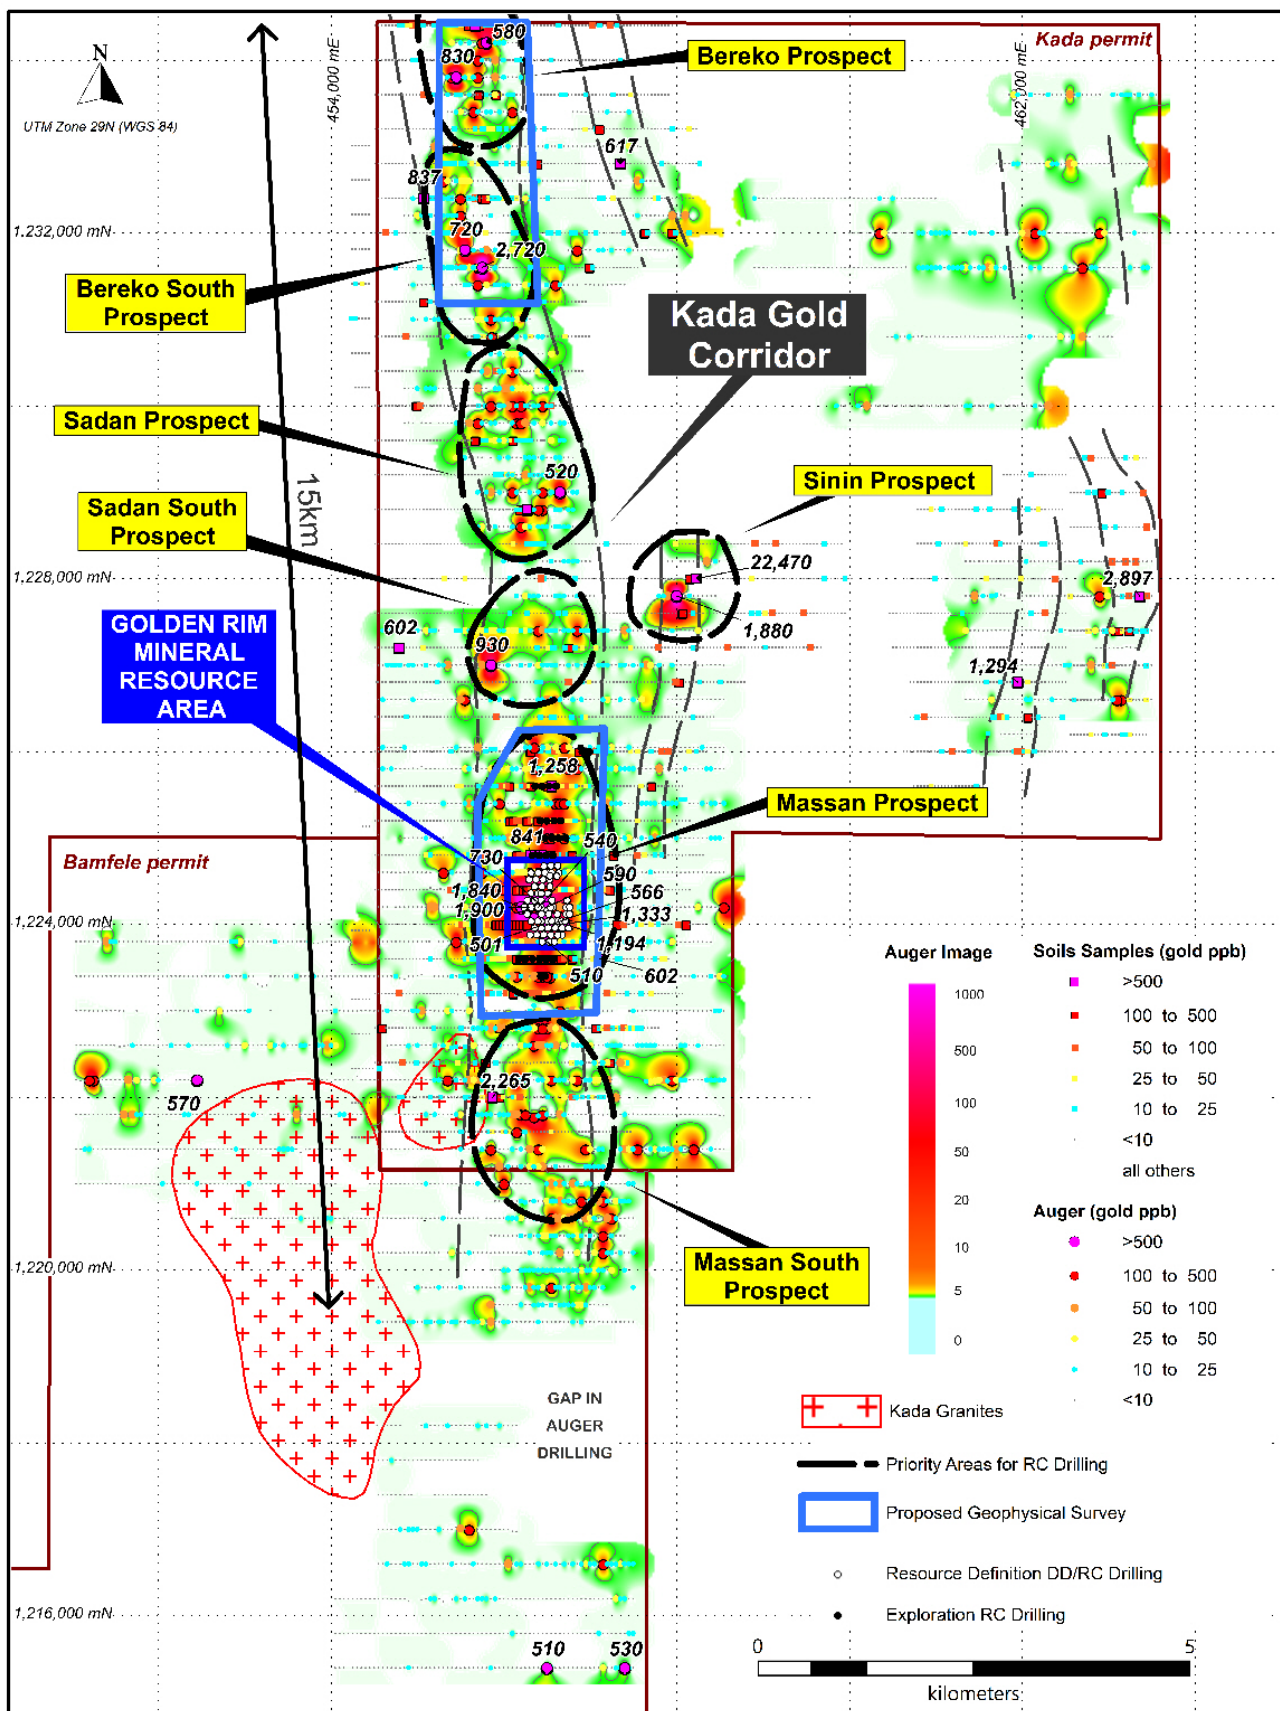 580
Kada permit
N
830
Bereko Prospect
454,000 mE
462,000 mE
UTM Zone 29N (WGS 84)
617
837
1,232,000 mN
720
2,720
Bereko South
Prospect
Kada Gold
Corridor
Sadan Prospect
520
Sinin Prospect
15km
Sadan South
Prospect
22,470
1,228,000 mN
2,897
GOLDEN RIM
MINERAL
RESOURCE
AREA
602
930
1,880
1,294
1,258
Massan Prospect
841
540
Bamfele permit
730
590
1,840
566
1,900
1,333
1,224,000 mN
501
1,194
510
602
Auger Image
1000
500
100
50
20
10
5
0
Soils Samples (gold ppb)
>500
100 to 500
50 to 100
25 to 50
10 to 25
<10
all others
Auger (gold ppb)
>500
100 to 500
50 to 100
25 to 50
10 to 25
<10
2,265
570
Massan South
Prospect
1,220,000 mN
GAP IN
AUGER
DRILLING
Kada Granites
Priority Areas for RC Drilling
Proposed Geophysical Survey
Resource Definition DD/RC Drilling
Exploration RC Drilling
1,216,000 mN
510
530
0
5
kilometers